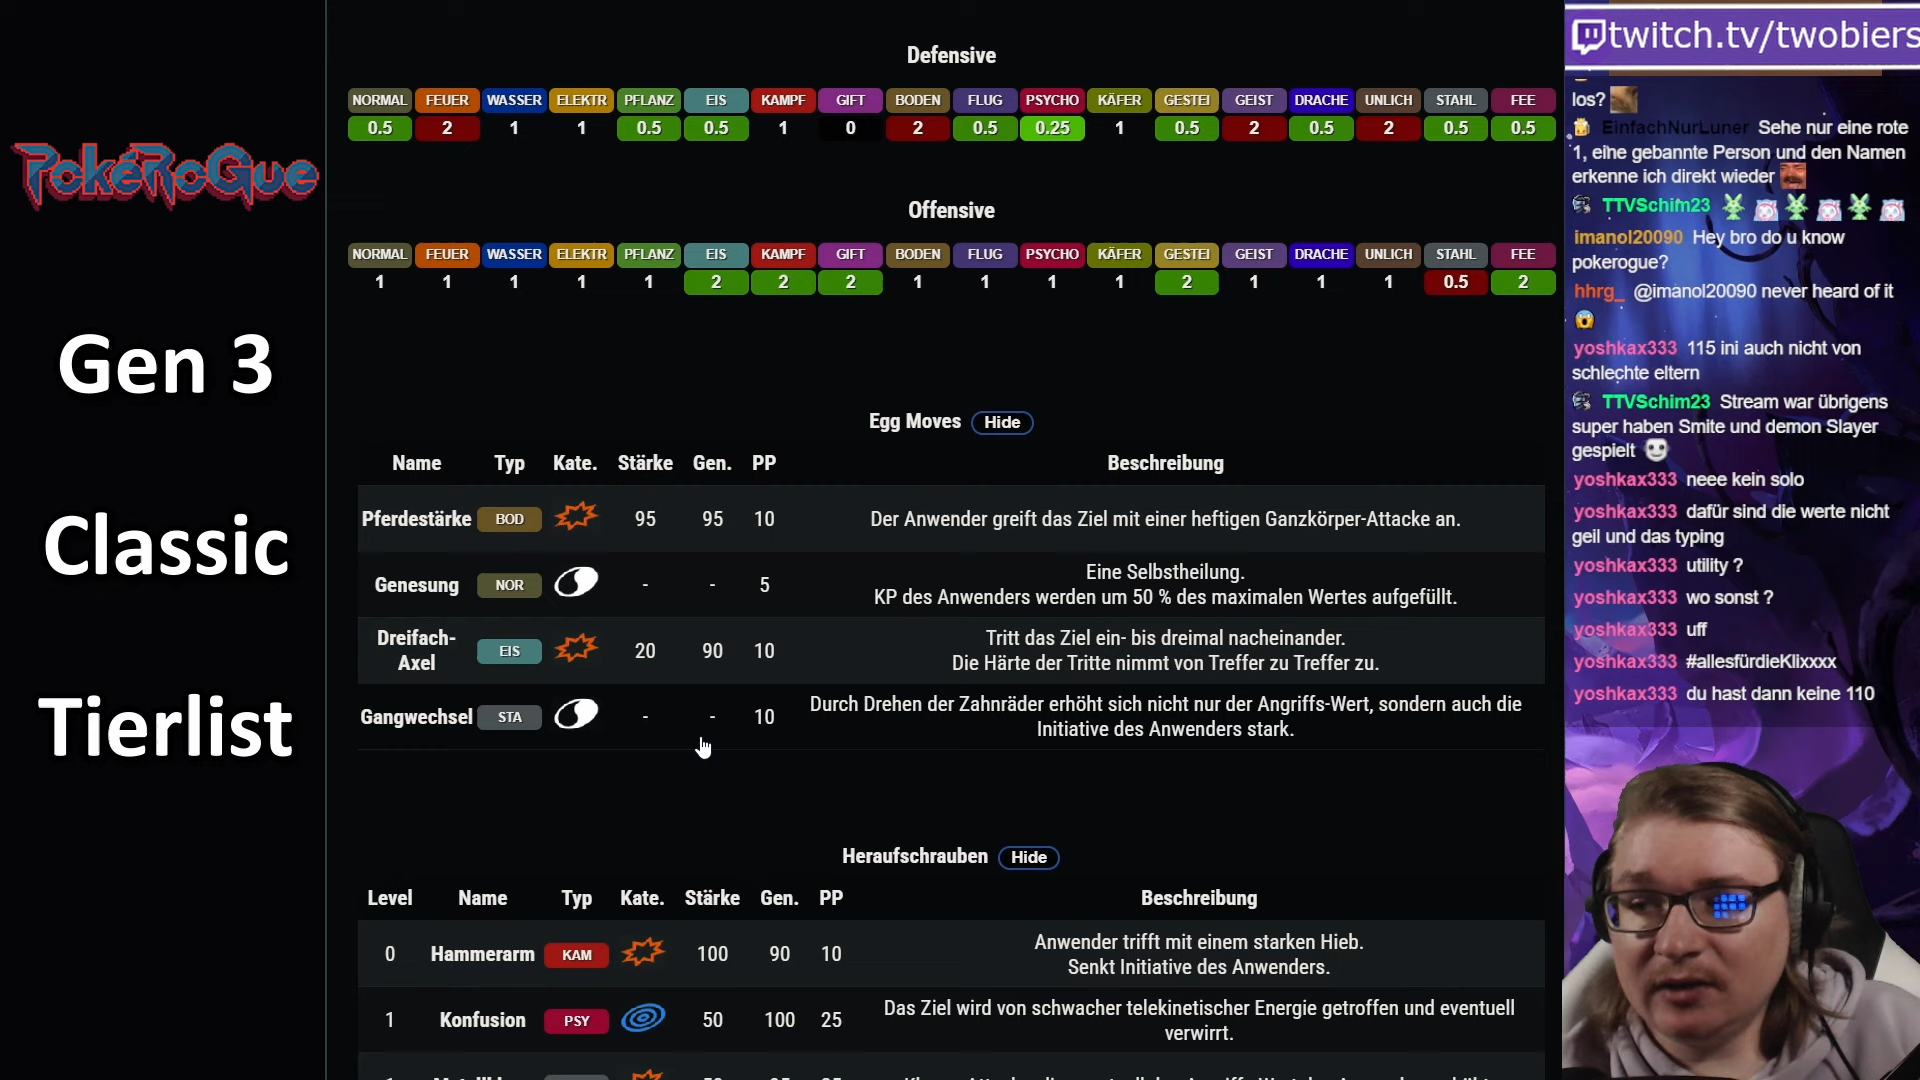 PokéRoGue
Gen 3
Classic
Tierlist
Defensive
NORMAL FEUER WASSER ELEKTR PFLANZ EIS KAMPF GIFT BODEN FLUG PSYCHO KÄFER GESTEI GEIST DRACHE UNLICH STAHL FEE
0.5 2 1 1 0.5 0.5 1 0 2 0.5 0.25 1 0.5 2 0.5 2 0.5 0.5
Offensive
NORMAL FEUER WASSER ELEKTR PFLANZ EIS KAMPF GIFT BODEN FLUG PSYCHO KÄFER GESTEI GEIST DRACHE UNLICH STAHL FEE
1 1 1 1 1 2 2 2 1 1 1 1 2 1 1 1 0.5 2
Egg Moves Hide
Name Typ Kate. Stärke Gen. PP Beschreibung
Pferdestärke BOD 95 95 10 Der Anwender greift das Ziel mit einer heftigen Ganzkörper-Attacke an.
Genesung NOR - - 5 Eine Selbstheilung.
KP des Anwenders werden um 50 % des maximalen Wertes aufgefüllt.
Dreifach-
Axel EIS 20 90 10 Tritt das Ziel ein- bis dreimal nacheinander.
Die Härte der Tritte nimmt von Treffer zu Treffer zu.
Gangwechsel STA - - 10 Durch Drehen der Zahnräder erhöht sich nicht nur der Angriffs-Wert, sondern auch die
Initiative des Anwenders stark.
Heraufschrauben Hide
Level Name Typ Kate. Stärke Gen. PP Beschreibung
0 Hammerarm KAM 100 90 10 Anwender trifft mit einem starken Hieb.
Senkt Initiative des Anwenders.
1 Konfusion PSY 50 100 25 Das Ziel wird von schwacher telekinetischer Energie getroffen und eventuell
verwirrt.
twitch.tv/twobiers
los?
EinfachNurLuner Sehe nur eine rote
1, eihe gebannte Person und den Namen
erkenne ich direkt wieder
TTVSchim23
imanol20090 Hey bro do u know
pokerogue?
hhrg_ @imanol20090 never heard of it
yoshkax333 115 ini auch nicht von
schlechte eltern
TTVSchim23 Stream war übrigens
super haben Smite und demon Slayer
gespielt
yoshkax333 neee kein solo
yoshkax333 dafür sind die werte nicht
geil und das typing
yoshkax333 utility ?
yoshkax333 wo sonst ?
yoshkax333 uff
yoshkax333 #allesfürdieKlixxxx
yoshkax333 du hast dann keine 110